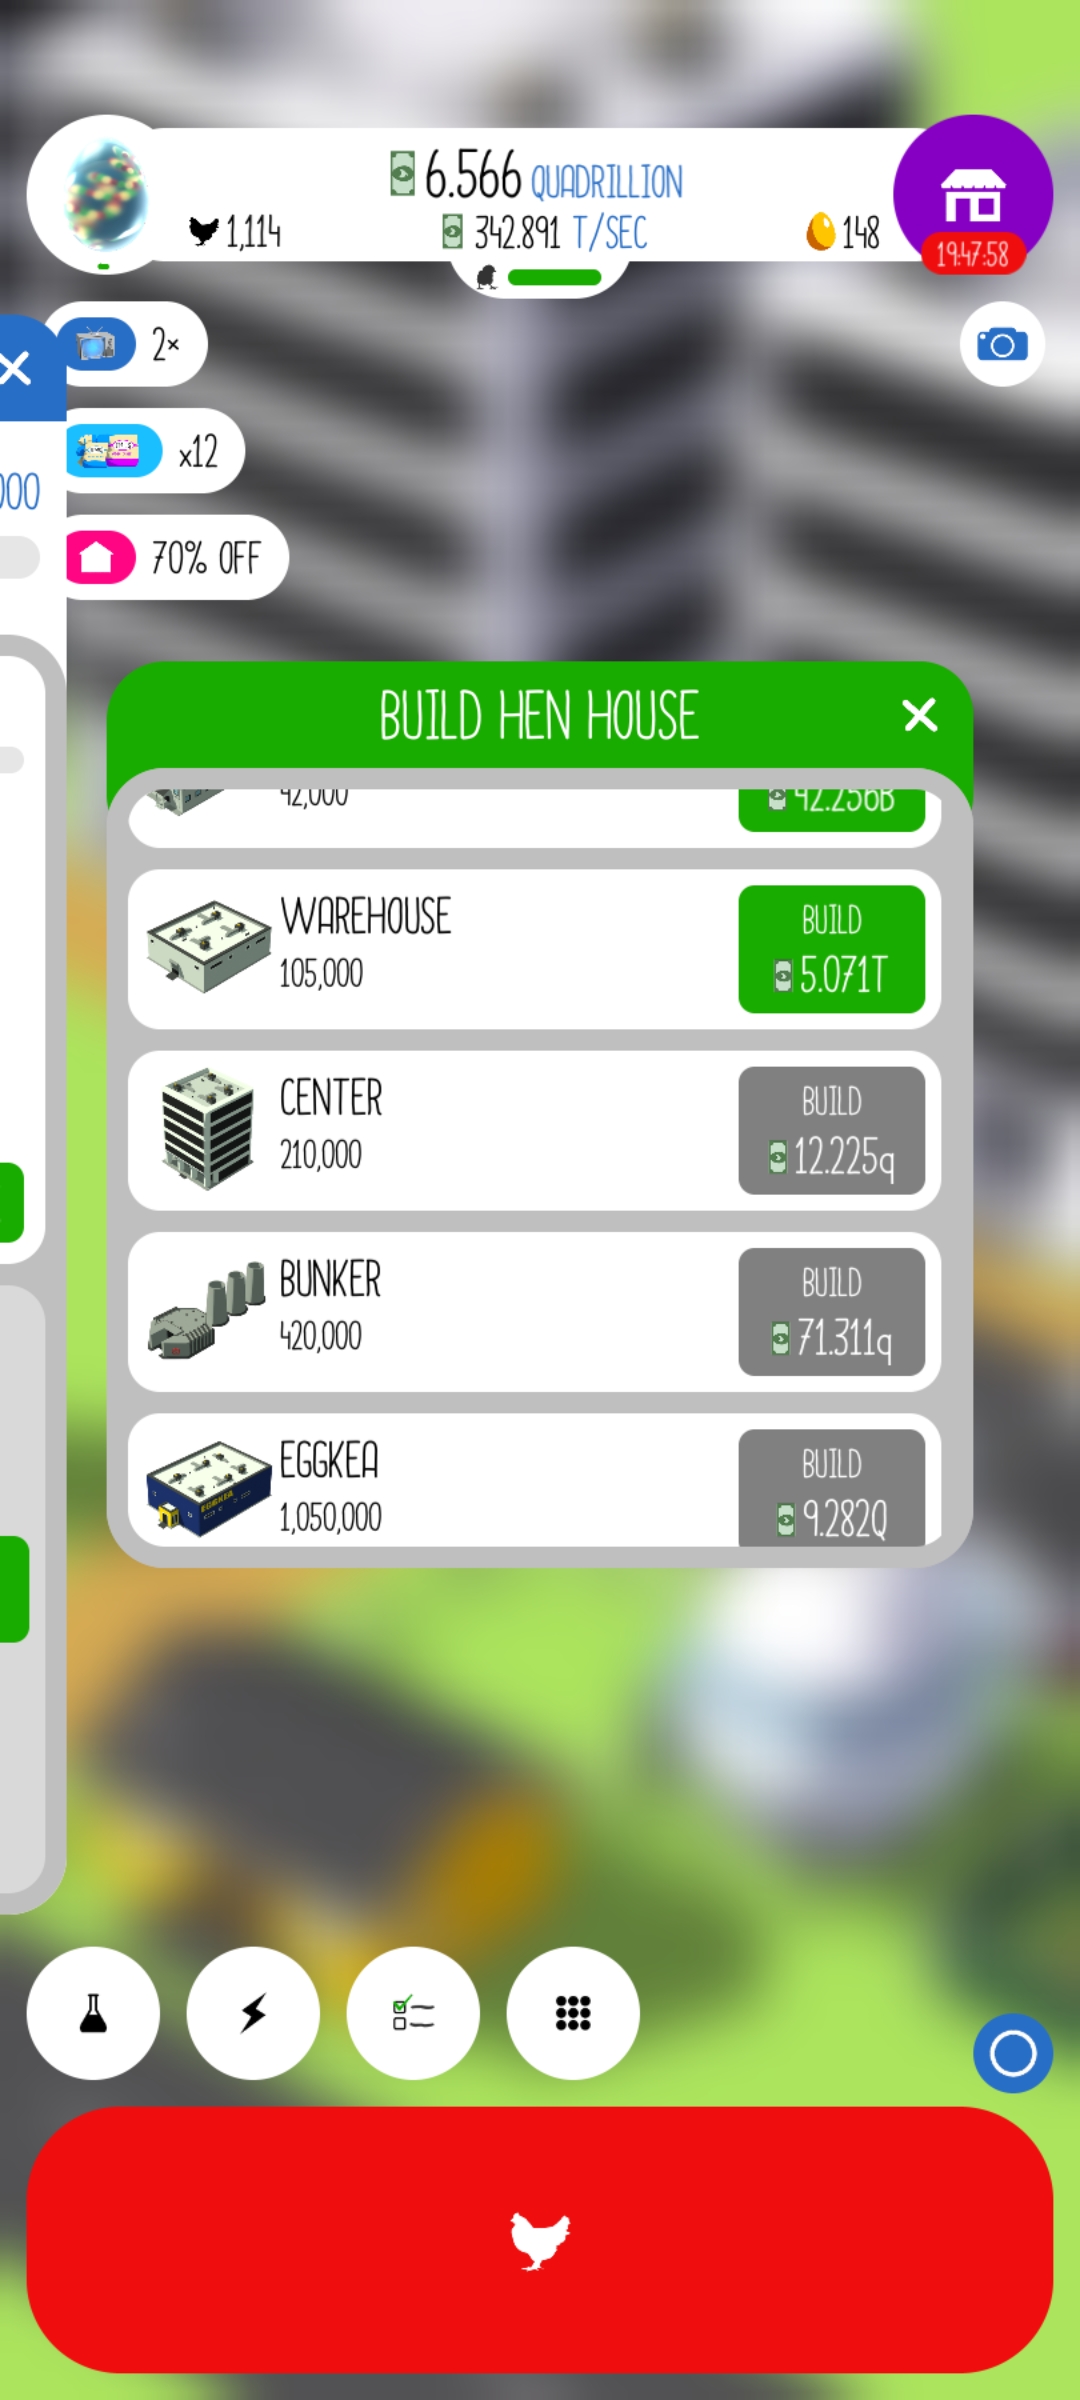 6.566 QUADRILLION
1,114
342.891 T/SEC
148
19:47:58
2×
x12
000
70% OFF
BUILD HEN HOUSE
42,000
42.256B
WAREHOUSE
105,000
BUILD
5.071T
CENTER
210,000
BUILD
12.225q
BUNKER
420,000
BUILD
71.311q
EGGKEA
1,050,000
BUILD
9.282Q
EGGKEA